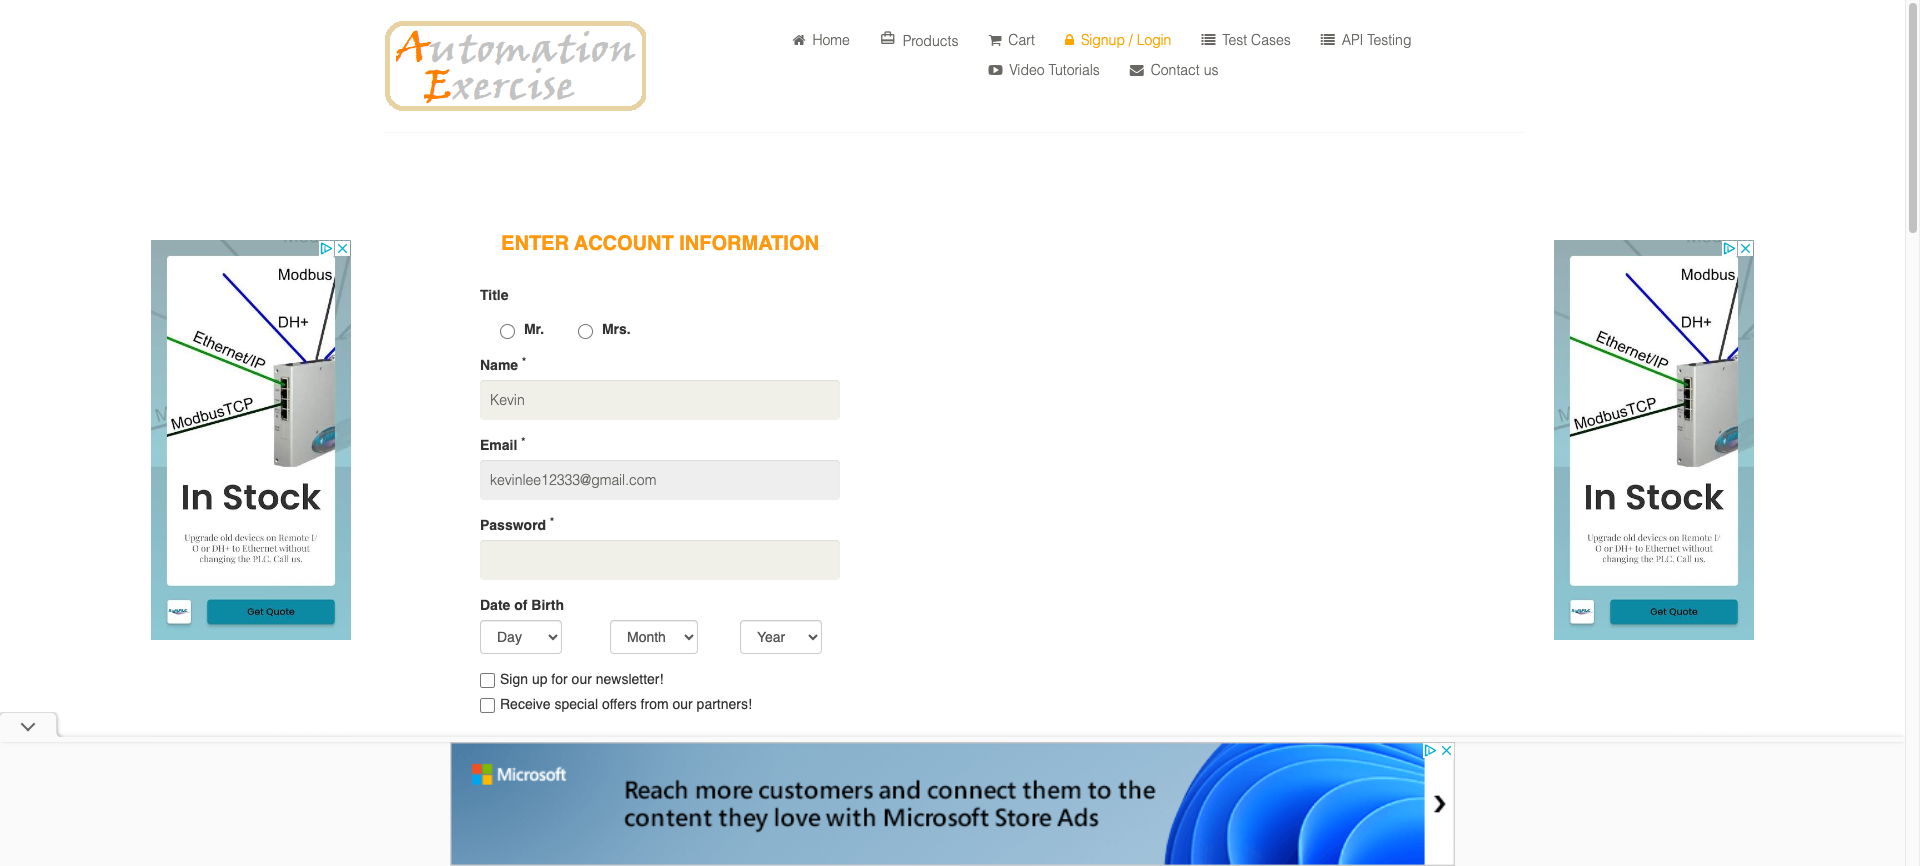 Automation
Exercise
Home
Products
Cart
Signup / Login
Test Cases
API Testing
Video Tutorials
Contact us
ENTER ACCOUNT INFORMATION
Title
Mr.
Mrs.
Name *
Kevin
Email *
kevinlee12333@gmail.com
Password *
Date of Birth
Day
Month
Year
Sign up for our newsletter!
Receive special offers from our partners!
Modbus
DH+
Ethernet/IP
ModbusTCP
In Stock
Upgrade old devices on Remote I/
O or DH+ to Ethernet without
changing the PLC. Call us.
Get Quote
Modbus
DH+
Ethernet/IP
ModbusTCP
In Stock
Upgrade old devices on Remote I/
O or DH+ to Ethernet without
changing the PLC. Call us.
Get Quote
Microsoft
Reach more customers and connect them to the
content they love with Microsoft Store Ads